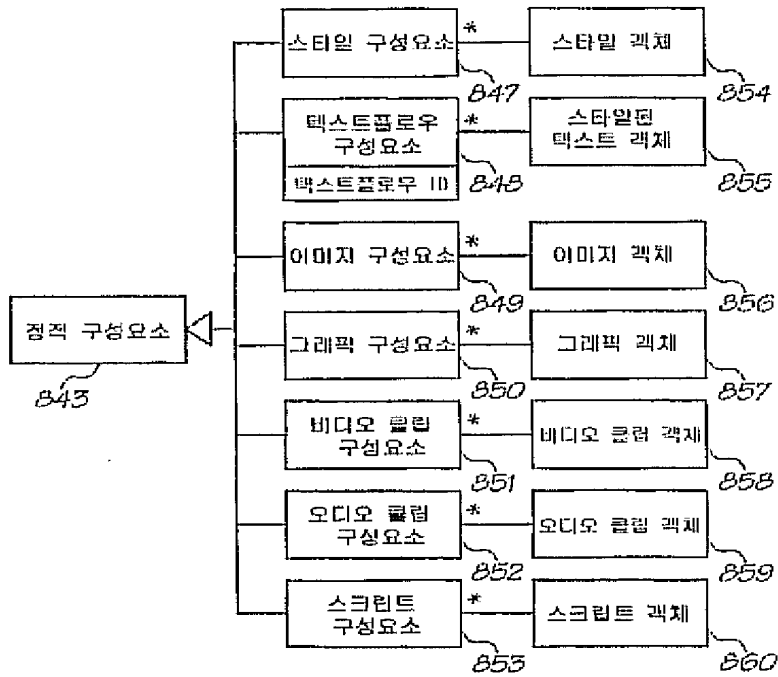 스타일 구성요소
*
스타일 객체
847
854
텍스트플로우
구성요소
*
스타일된
텍스트 객체
848
855
텍스트플로우 ID
이미지 구성요소
*
이미지 객체
849
856
정적 구성요소
843
그래픽 구성요소
*
그래픽 객체
850
857
비디오 클립
구성요소
*
비디오 클립 객체
851
858
오디오 클립
구성요소
*
오디오 클립 객체
852
859
스크립트
구성요소
*
스크립트 객체
853
860